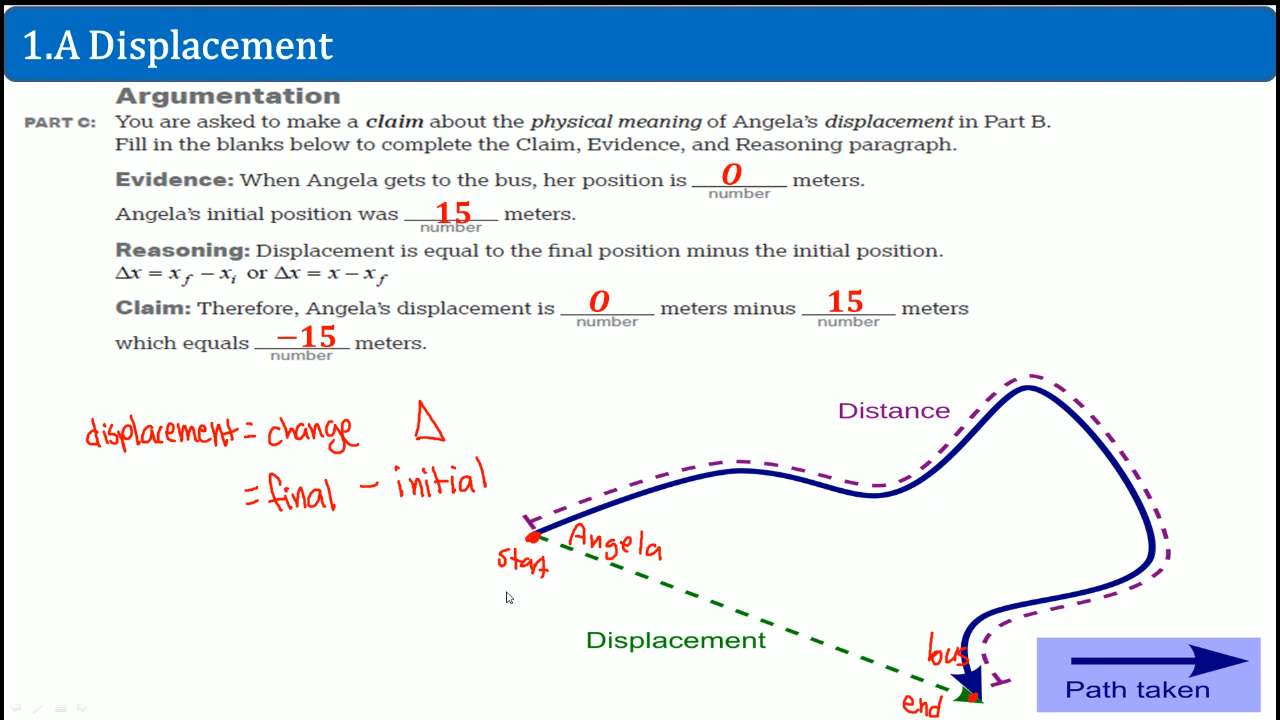 1.A Displacement
Argumentation
PART C: You are asked to make a claim about the physical meaning of Angela's displacement in Part B.
Fill in the blanks below to complete the Claim, Evidence, and Reasoning paragraph.
Evidence: When Angela gets to the bus, her position is 0 meters.
number
Angela's initial position was 15 meters.
number
Reasoning: Displacement is equal to the final position minus the initial position.
Δx = x_f − x_i or Δx = x − x_f
Claim: Therefore, Angela's displacement is 0 meters minus 15 meters
number number
which equals −15 meters.
number
displacement = change Δ
= final − initial
Distance
Angela
start
Displacement
bus
end
Path taken